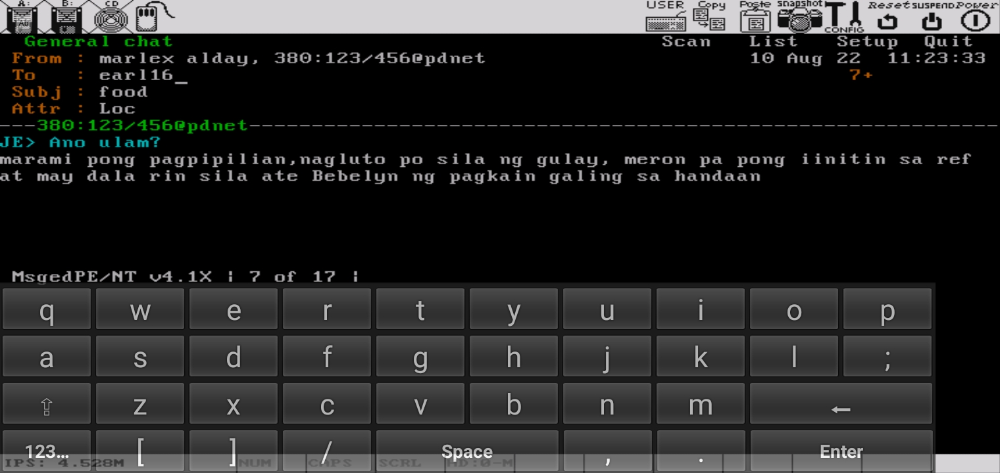 A: B: CD USER Copy Paste snapshot CONFIG Reset SUSPEND Power
General chat Scan List Setup Quit
From : marlex alday, 380:123/456@pdnet 10 Aug 22 11:23:33
To : earl16_ 7+
Subj : food
Attr : Loc
---380:123/456@pdnet------------------------------------------------------------
JE> Ano ulam?
marami pong pagpipilian,nagluto po sila ng gulay, meron pa pong iinitin sa ref
at may dala rin sila ate Bebelyn ng pagkain galing sa handaan
MsgedPE/NT v4.1X | 7 of 17 |
q w e r t y u i o p
a s d f g h j k l ;
z x c v b n m
123... [ ] / Space , . Enter
IPS: 4.528M NUM CAPS SCRL HD:0-M